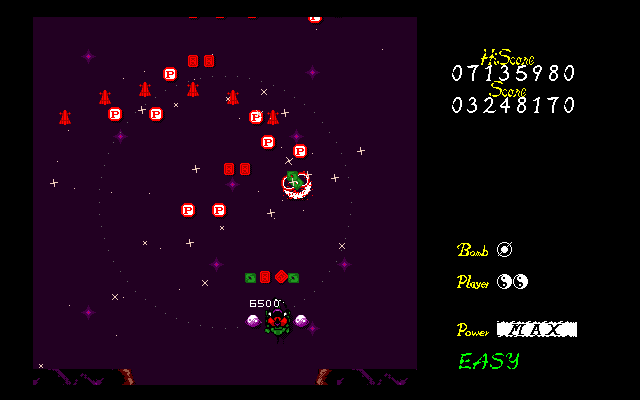 HiScore
07135980
Score
03248170
P
P
P
P
P
P
P
P
P
P
6500
Bomb
Player
Power MAX
EASY